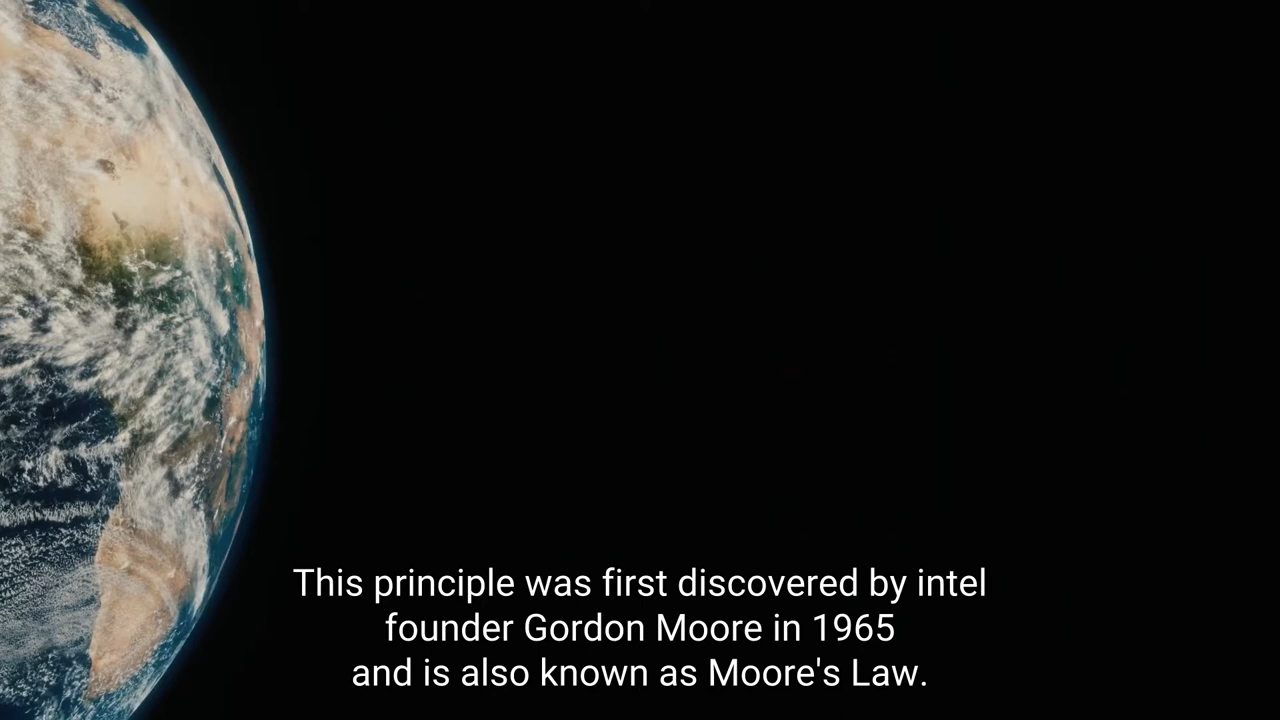 This principle was first discovered by intel
founder Gordon Moore in 1965
and is also known as Moore's Law.